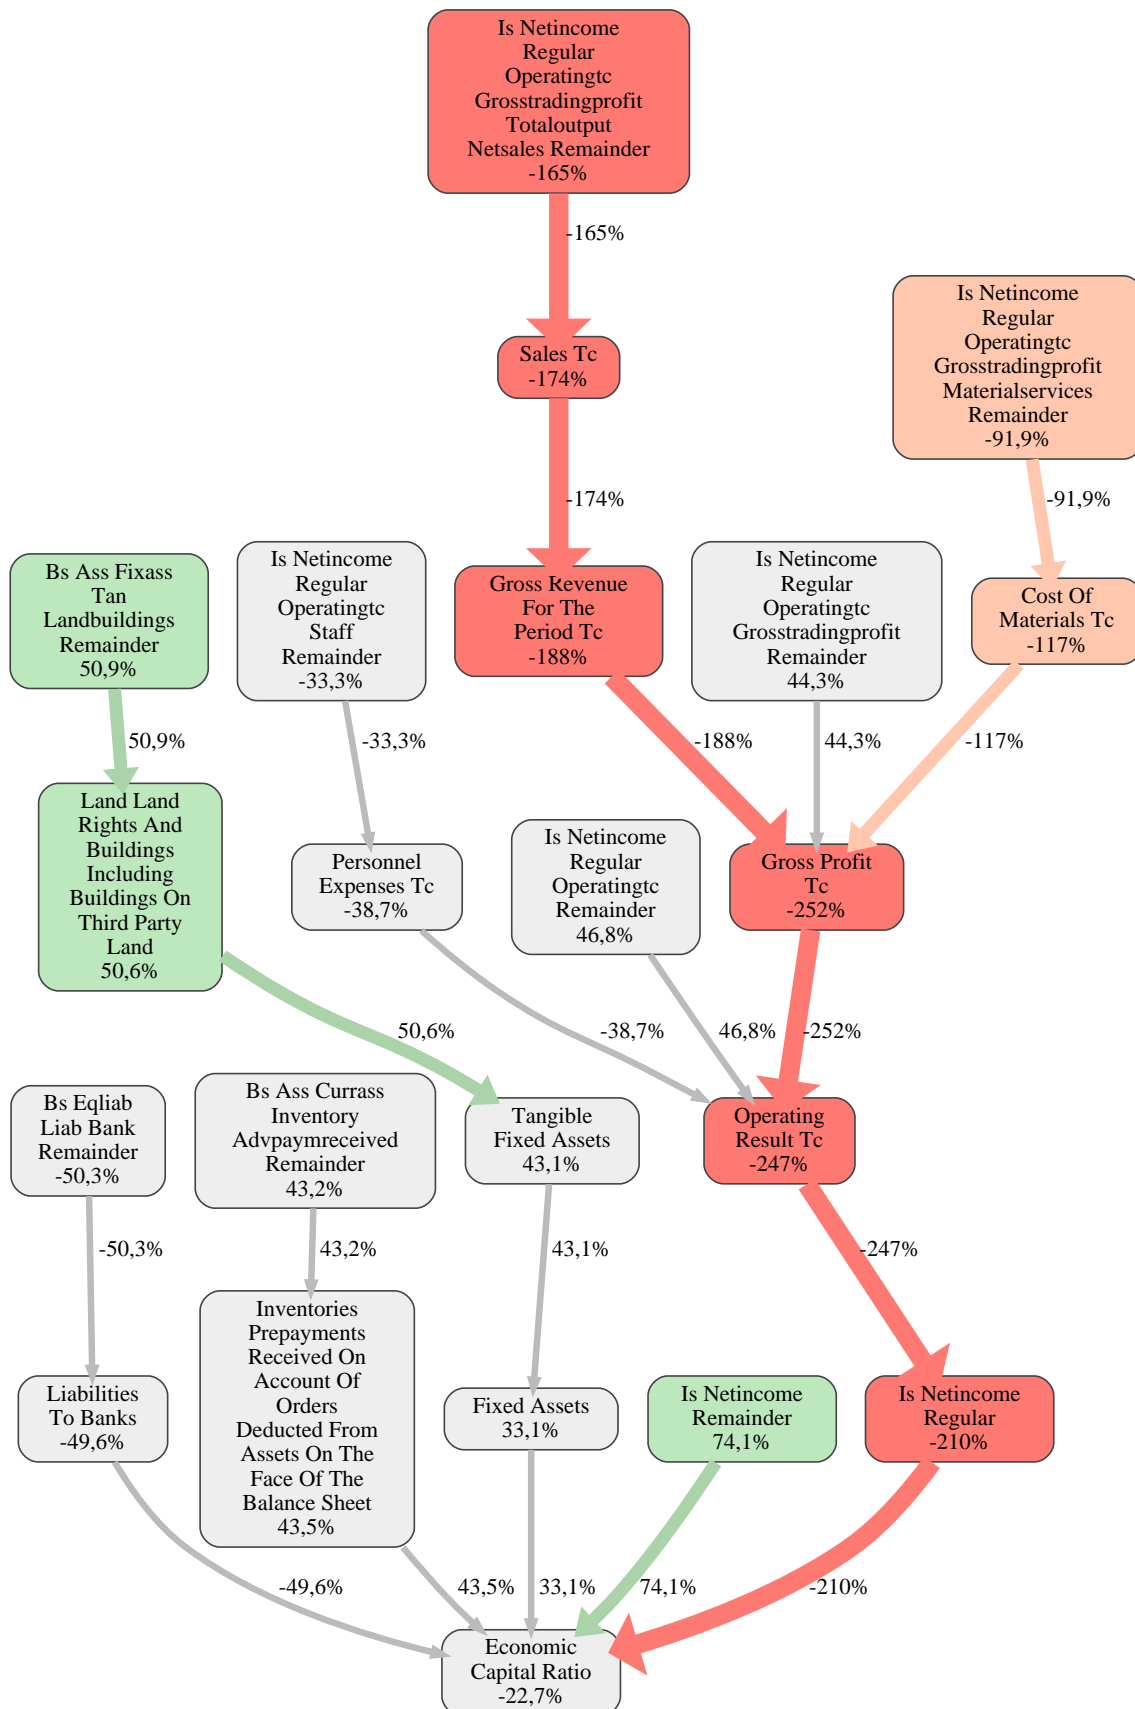 Is Netincome
Regular
Operatingtc
Grosstradingprofit
Totaloutput
Netsales Remainder
-165%
-165%
Is Netincome
Regular
Operatingtc
Grosstradingprofit
Materialservices
Remainder
-91,9%
Sales Tc
-174%
-174%
-91,9%
Bs Ass Fixass
Tan
Landbuildings
Remainder
50,9%
Is Netincome
Regular
Operatingtc
Staff
Remainder
-33,3%
Gross Revenue
For The
Period Tc
-188%
Is Netincome
Regular
Operatingtc
Grosstradingprofit
Remainder
44,3%
Cost Of
Materials Tc
-117%
50,9%
-33,3%
-188%
44,3%
-117%
Land Land
Rights And
Buildings
Including
Buildings On
Third Party
Land
50,6%
Personnel
Expenses Tc
-38,7%
Is Netincome
Regular
Operatingtc
Remainder
46,8%
Gross Profit
Tc
-252%
50,6%
-38,7%
46,8%
-252%
Bs Eqliab
Liab Bank
Remainder
-50,3%
Bs Ass Currass
Inventory
Advpaymreceived
Remainder
43,2%
Tangible
Fixed Assets
43,1%
Operating
Result Tc
-247%
-50,3%
43,2%
43,1%
-247%
Liabilities
To Banks
-49,6%
Inventories
Prepayments
Received On
Account Of
Orders
Deducted From
Assets On The
Face Of The
Balance Sheet
43,5%
Fixed Assets
33,1%
Is Netincome
Remainder
74,1%
Is Netincome
Regular
-210%
-49,6%
43,5%
33,1%
74,1%
-210%
Economic
Capital Ratio
-22,7%